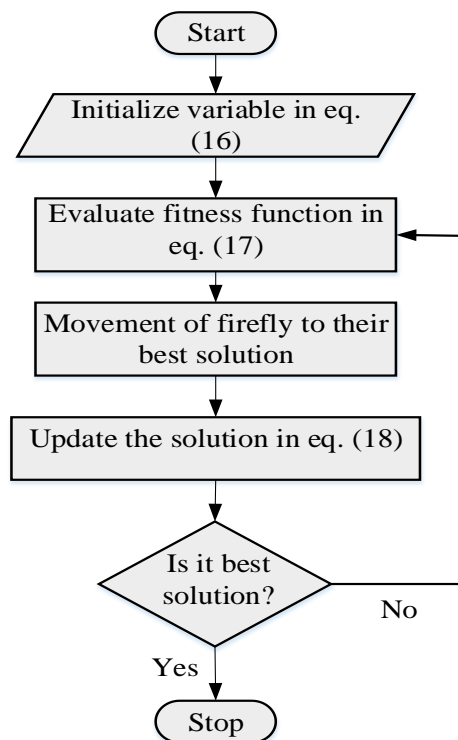 Start
Initialize variable in eq.
(16)
Evaluate fitness function in
eq. (17)
Movement of firefly to their
best solution
Update the solution in eq. (18)
Is it best
solution?
No
Yes
Stop